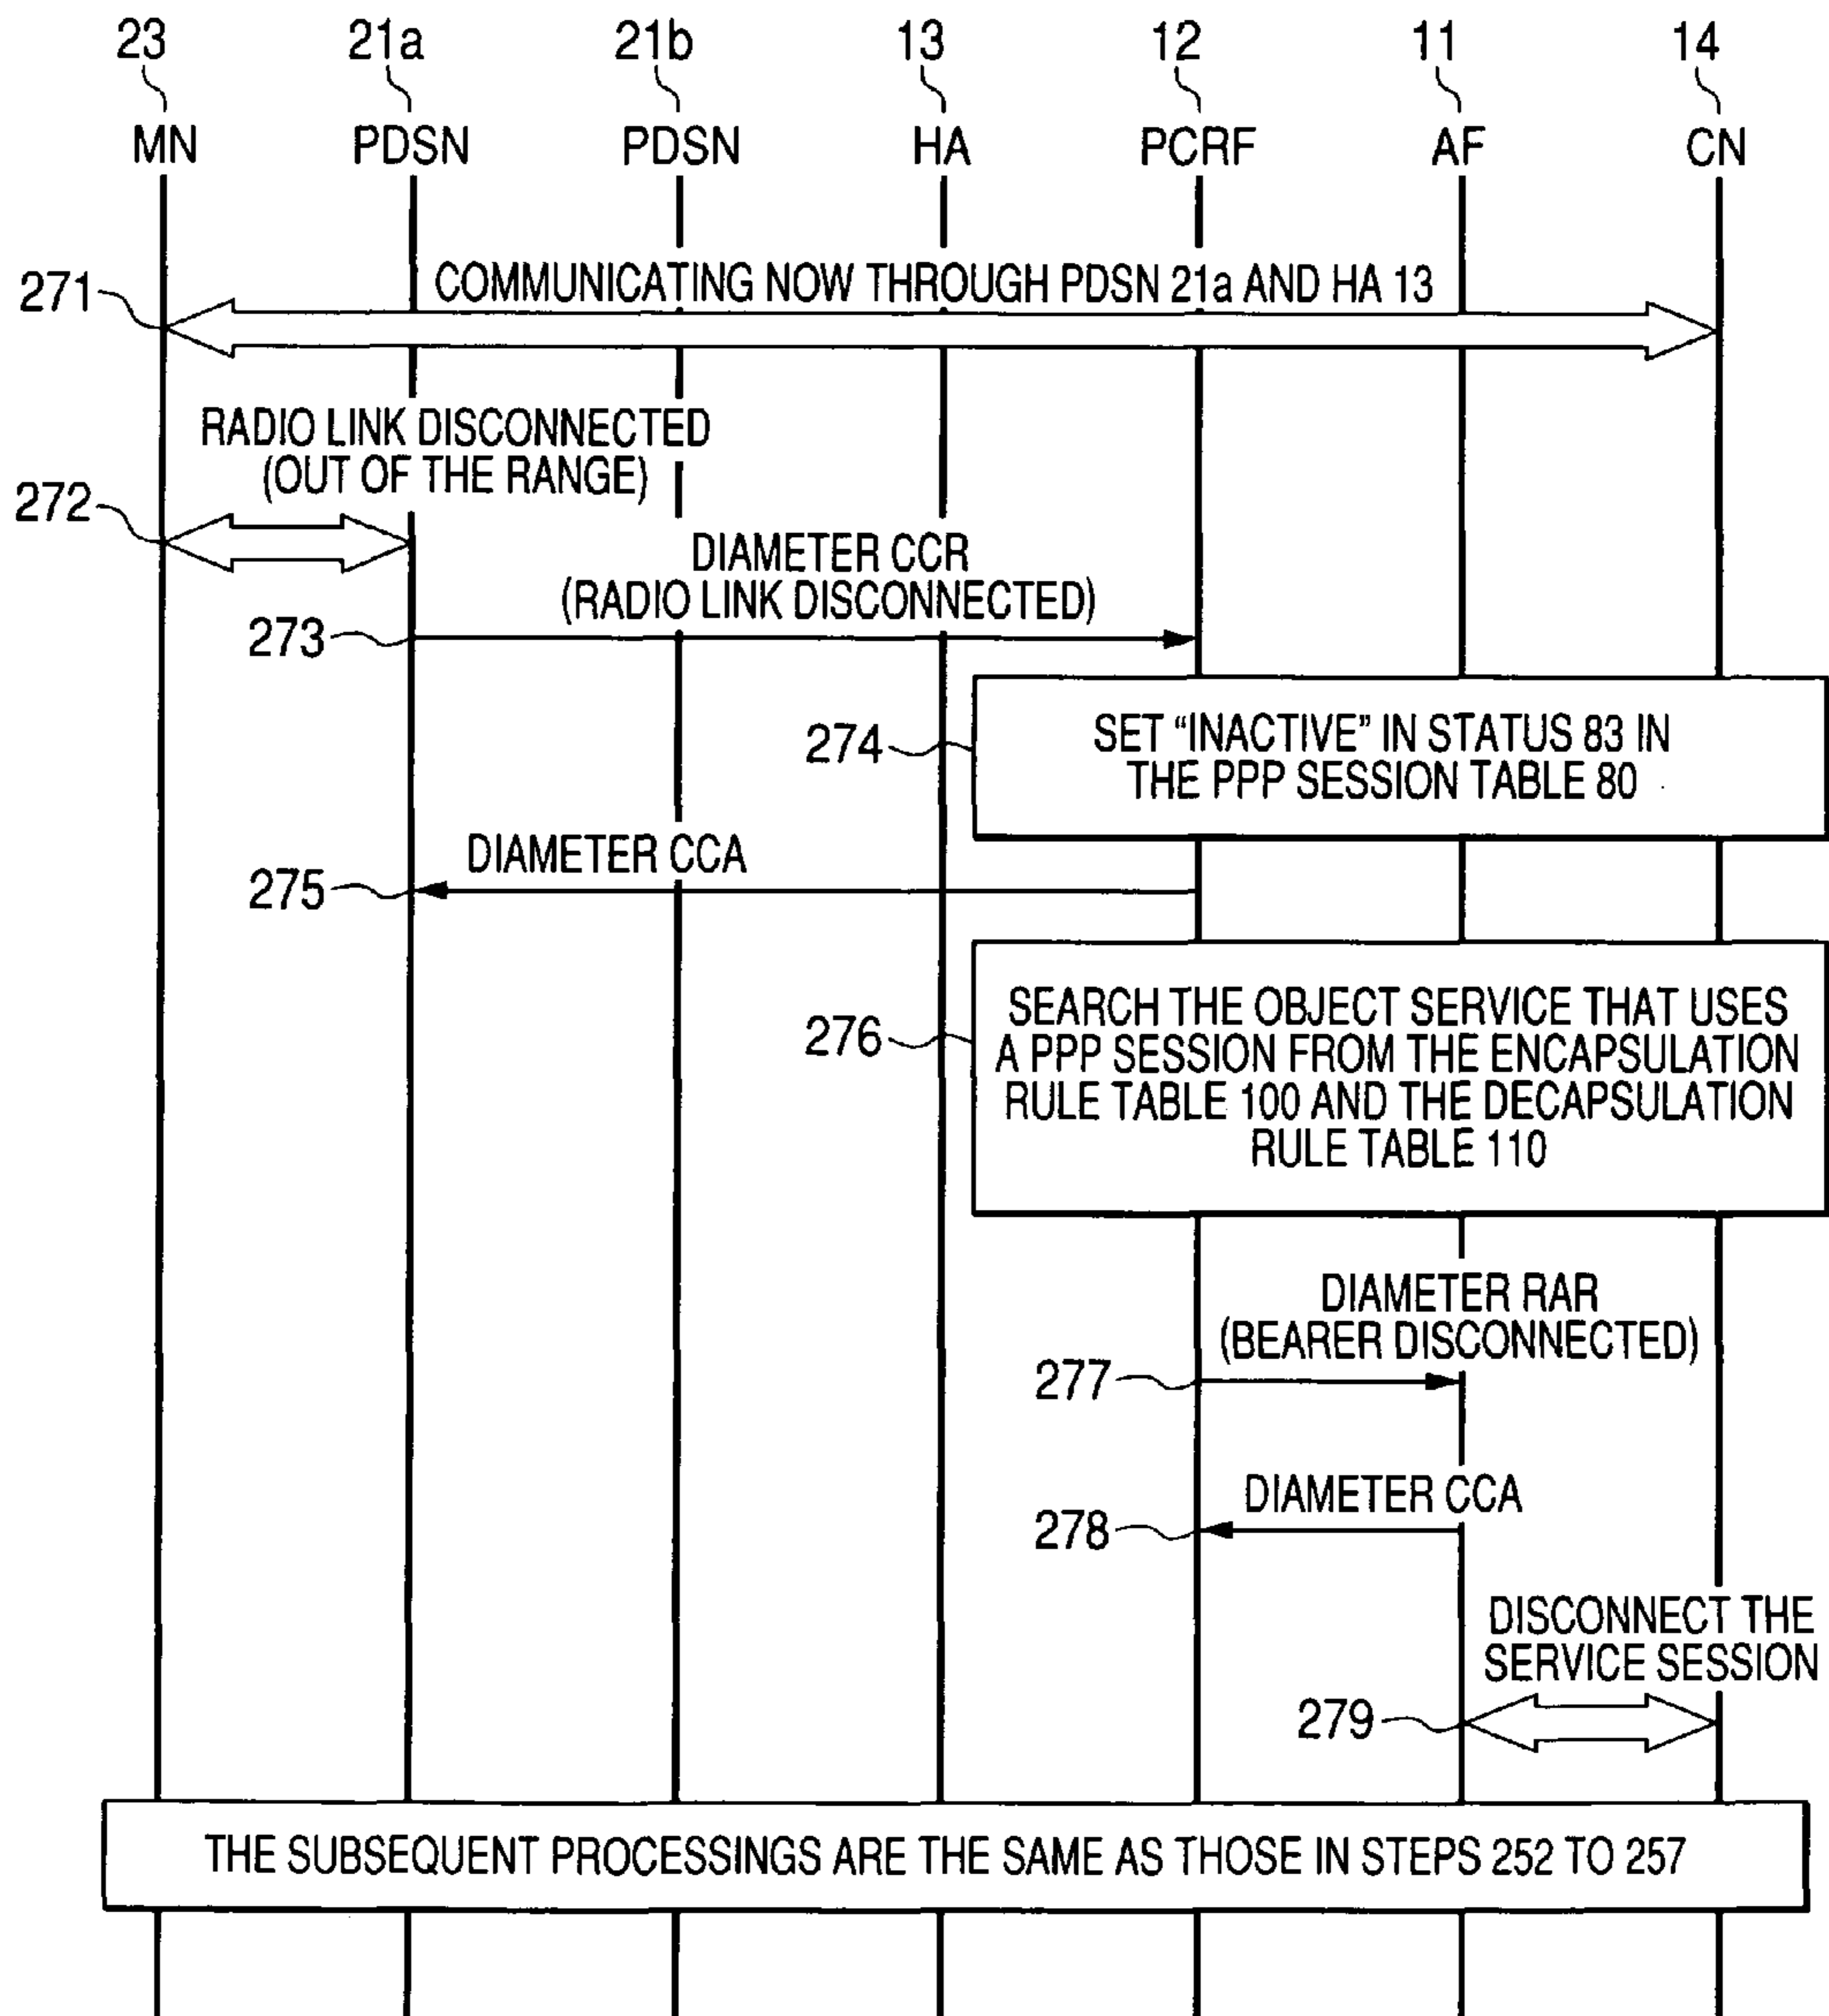 23 21a 21b 13 12 11 14
MN PDSN PDSN HA PCRF AF CN
COMMUNICATING NOW THROUGH PDSN 21a AND HA 13
271
RADIO LINK DISCONNECTED
(OUT OF THE RANGE)
272
DIAMETER CCR
(RADIO LINK DISCONNECTED)
273
274
SET “INACTIVE” IN STATUS 83 IN
THE PPP SESSION TABLE 80
DIAMETER CCA
275
276
SEARCH THE OBJECT SERVICE THAT USES
A PPP SESSION FROM THE ENCAPSULATION
RULE TABLE 100 AND THE DECAPSULATION
RULE TABLE 110
DIAMETER RAR
(BEARER DISCONNECTED)
277
DIAMETER CCA
278
DISCONNECT THE
SERVICE SESSION
279
THE SUBSEQUENT PROCESSINGS ARE THE SAME AS THOSE IN STEPS 252 TO 257